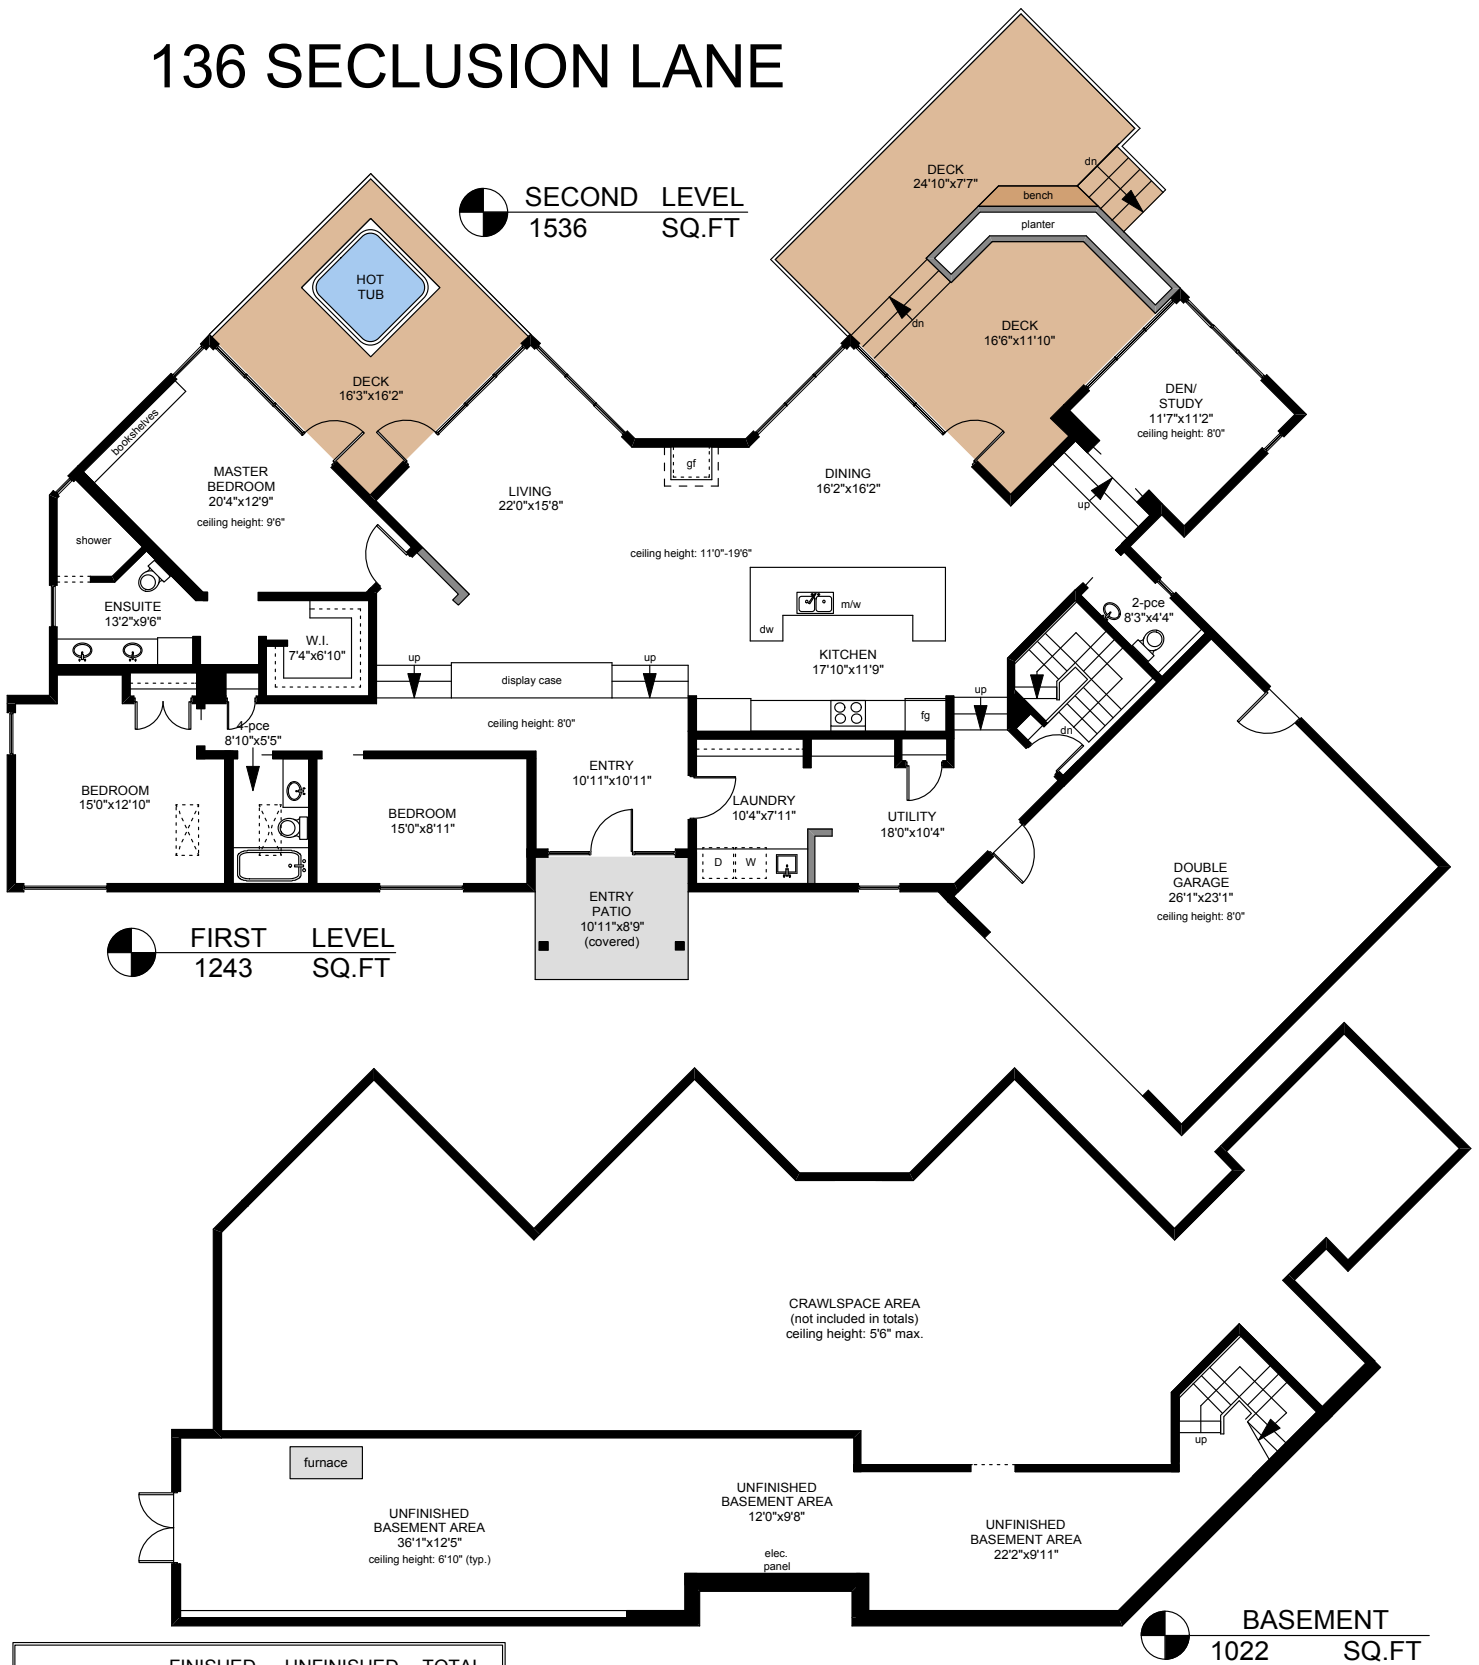 136 SECLUSION LANE
SECOND LEVEL
1536 SQ.FT
DECK
24'10"x7'7"
dn
bench
planter
HOT
TUB
dn
DECK
16'6"x11'10"
DECK
16'3"x16'2"
DEN/
STUDY
11'7"x11'2"
ceiling height: 8'0"
bookshelves
gf
MASTER
BEDROOM
20'4"x12'9"
ceiling height: 9'6"
LIVING
22'0"x15'8"
DINING
16'2"x16'2"
up
shower
ceiling height: 11'0"-19'6"
ENSUITE
13'2"x9'6"
m/w
dw
2-pce
8'3"x4'4"
W.I.
7'4"x6'10"
KITCHEN
17'10"x11'9"
up
display case
up
up
fg
ceiling height: 8'0"
4-pce
8'10"x5'5"
dn
ENTRY
10'11"x10'11"
BEDROOM
15'0"x12'10"
BEDROOM
15'0"x8'11"
LAUNDRY
10'4"x7'11"
UTILITY
18'0"x10'4"
D
W
DOUBLE
GARAGE
26'1"x23'1"
ceiling height: 8'0"
ENTRY
PATIO
10'11"x8'9"
(covered)
FIRST LEVEL
1243 SQ.FT
CRAWLSPACE AREA
(not included in totals)
ceiling height: 5'6" max.
up
furnace
UNFINISHED
BASEMENT AREA
36'1"x12'5"
ceiling height: 6'10" (typ.)
UNFINISHED
BASEMENT AREA
12'0"x9'8"
elec.
panel
UNFINISHED
BASEMENT AREA
22'2"x9'11"
BASEMENT
1022 SQ.FT
FINISHED UNFINISHED TOTAL